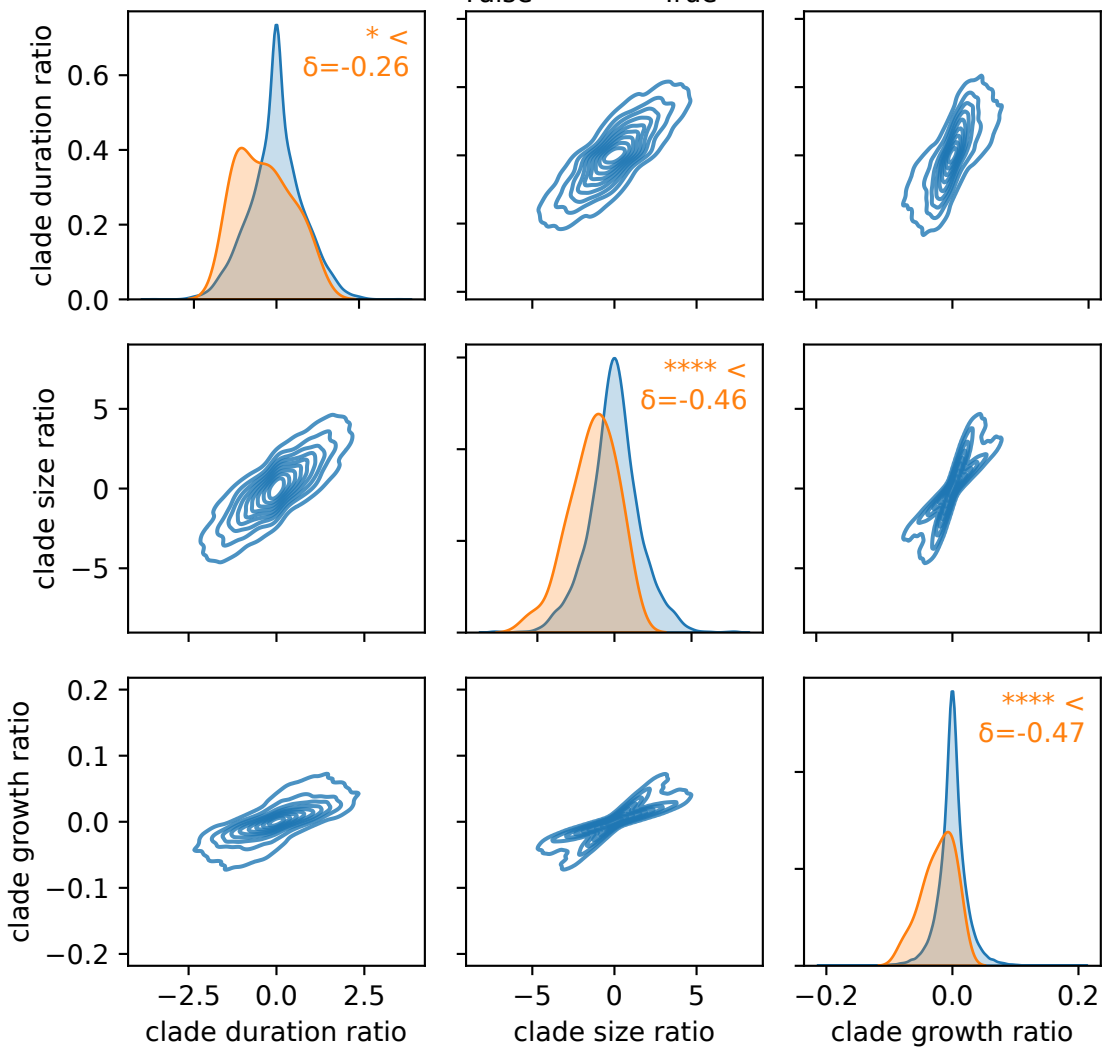 clade duration ratio
0.6
0.4
0.2
0.0
* <
δ=-0.26
clade size ratio
5
0
−5
**** <
δ=-0.46
clade growth ratio
0.2
0.1
0.0
−0.1
−0.2
**** <
δ=-0.47
−2.5 0.0 2.5
−5 0 5
−0.2 0.0 0.2
clade duration ratio
clade size ratio
clade growth ratio